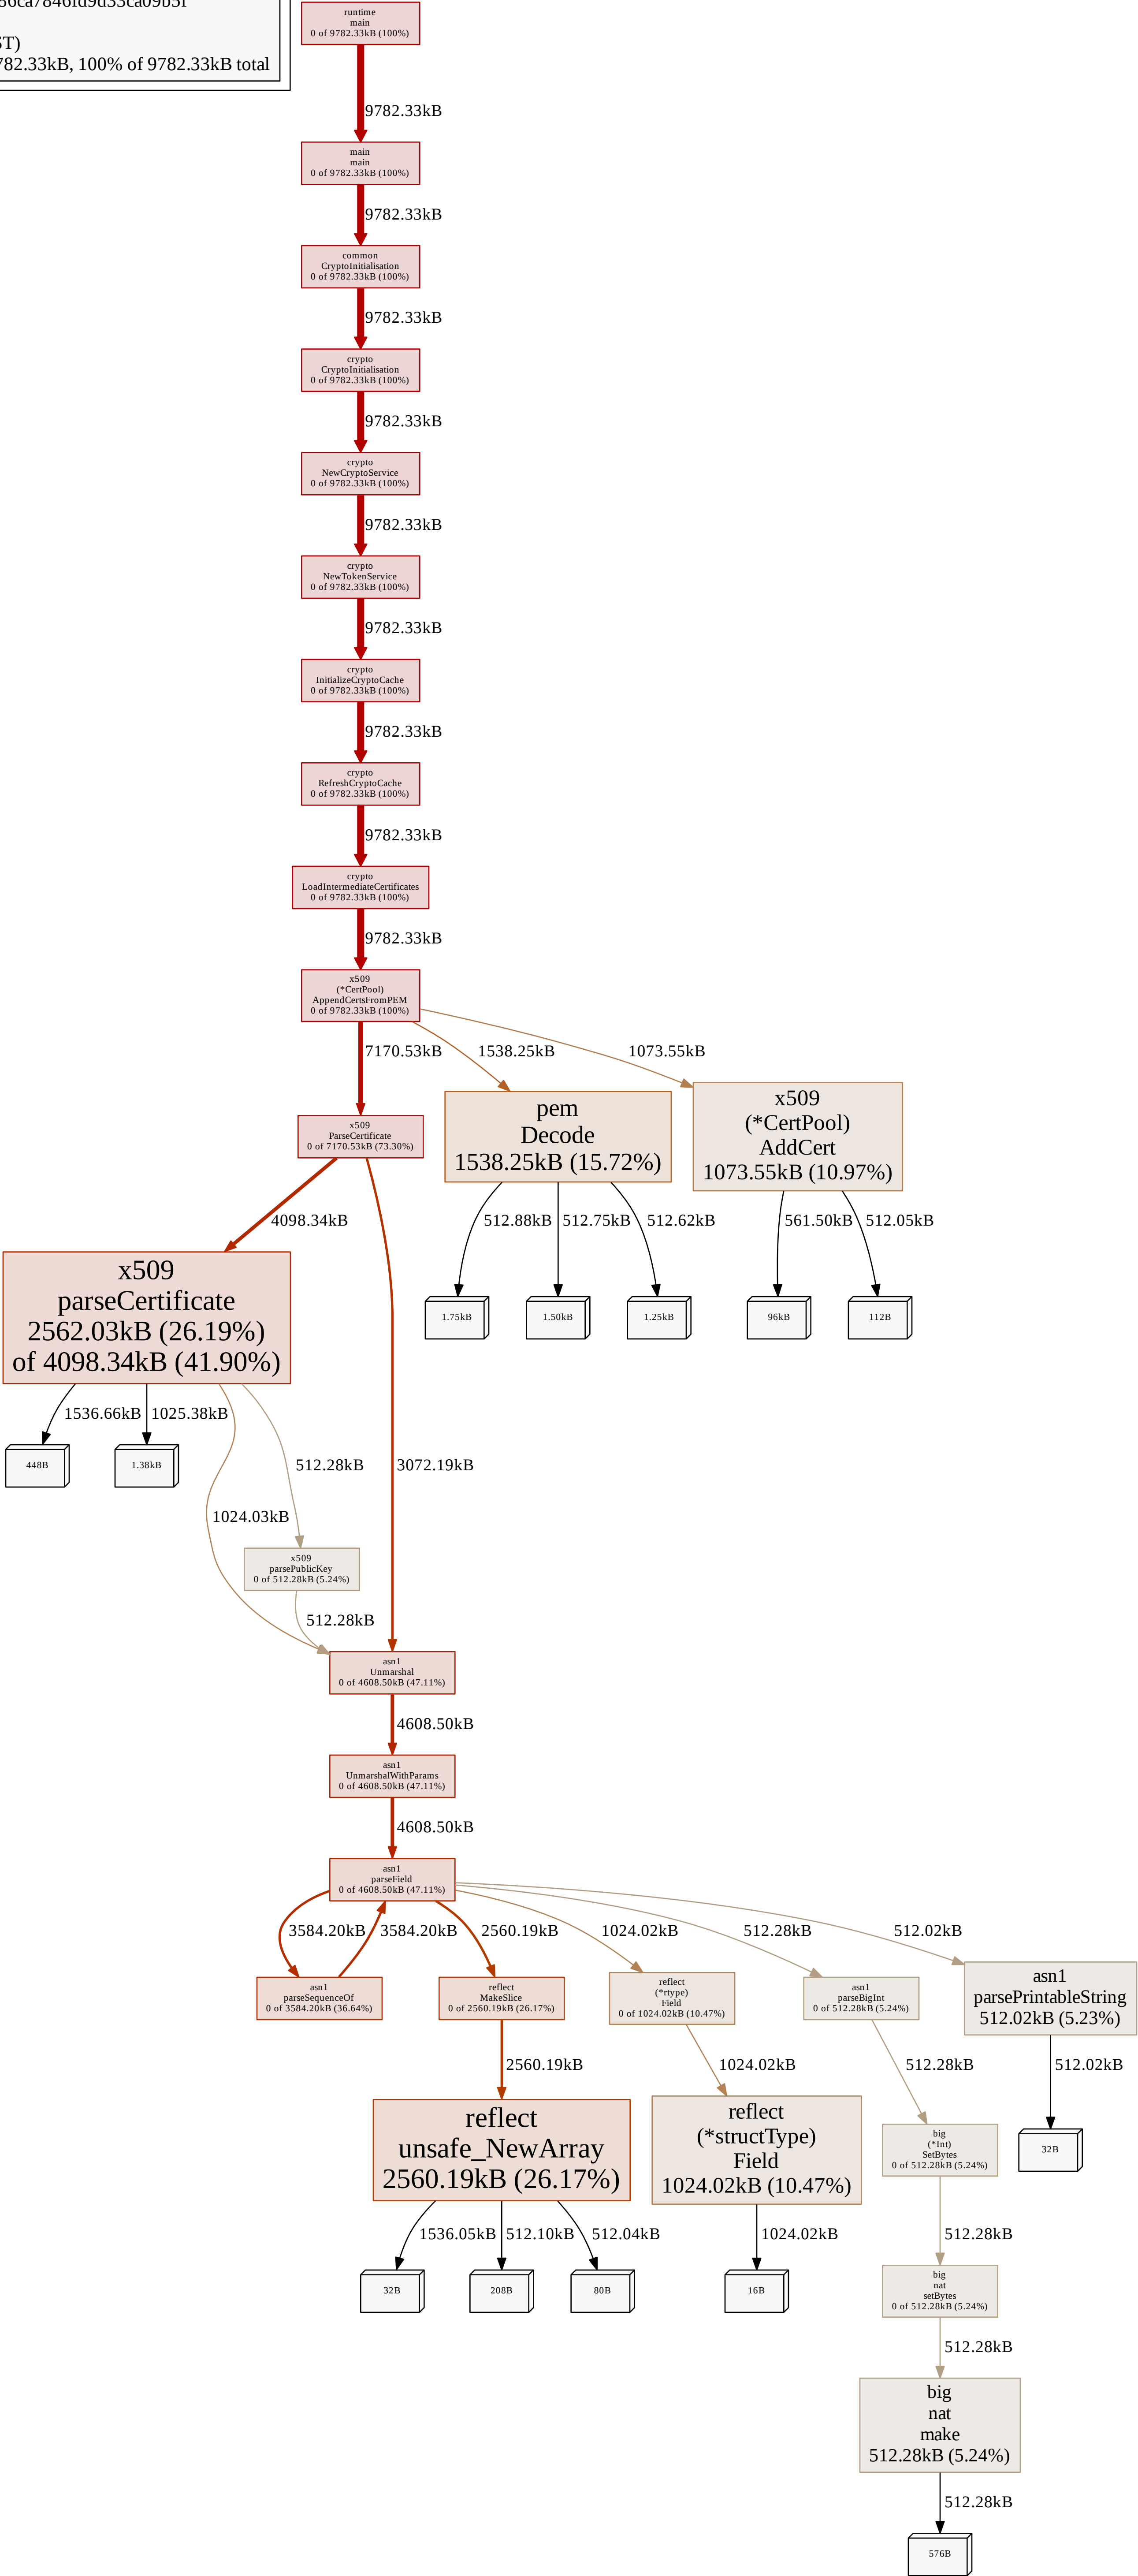 86ca7846fd9d33ca09b5f
ST)
782.33kB, 100% of 9782.33kB total
runtime
main
0 of 9782.33kB (100%)
9782.33kB
main
main
0 of 9782.33kB (100%)
9782.33kB
common
CryptoInitialisation
0 of 9782.33kB (100%)
9782.33kB
crypto
CryptoInitialisation
0 of 9782.33kB (100%)
9782.33kB
crypto
NewCryptoService
0 of 9782.33kB (100%)
9782.33kB
crypto
NewTokenService
0 of 9782.33kB (100%)
9782.33kB
crypto
InitializeCryptoCache
0 of 9782.33kB (100%)
9782.33kB
crypto
RefreshCryptoCache
0 of 9782.33kB (100%)
9782.33kB
crypto
LoadIntermediateCertificates
0 of 9782.33kB (100%)
9782.33kB
x509
(*CertPool)
AppendCertsFromPEM
0 of 9782.33kB (100%)
7170.53kB
1538.25kB
1073.55kB
x509
ParseCertificate
0 of 7170.53kB (73.30%)
pem
Decode
1538.25kB (15.72%)
x509
(*CertPool)
AddCert
1073.55kB (10.97%)
4098.34kB
512.88kB
512.75kB
512.62kB
561.50kB
512.05kB
x509
parseCertificate
2562.03kB (26.19%)
of 4098.34kB (41.90%)
1.75kB
1.50kB
1.25kB
96kB
112B
1536.66kB
1025.38kB
448B
1.38kB
512.28kB
3072.19kB
1024.03kB
x509
parsePublicKey
0 of 512.28kB (5.24%)
512.28kB
asn1
Unmarshal
0 of 4608.50kB (47.11%)
4608.50kB
asn1
UnmarshalWithParams
0 of 4608.50kB (47.11%)
4608.50kB
asn1
parseField
0 of 4608.50kB (47.11%)
3584.20kB
3584.20kB
2560.19kB
1024.02kB
512.28kB
512.02kB
asn1
parseSequenceOf
0 of 3584.20kB (36.64%)
reflect
MakeSlice
0 of 2560.19kB (26.17%)
reflect
(*rtype)
Field
0 of 1024.02kB (10.47%)
asn1
parseBigInt
0 of 512.28kB (5.24%)
asn1
parsePrintableString
512.02kB (5.23%)
2560.19kB
1024.02kB
512.28kB
512.02kB
reflect
unsafe_NewArray
2560.19kB (26.17%)
reflect
(*structType)
Field
1024.02kB (10.47%)
big
(*Int)
SetBytes
0 of 512.28kB (5.24%)
32B
1536.05kB
512.10kB
512.04kB
1024.02kB
512.28kB
32B
208B
80B
16B
big
nat
setBytes
0 of 512.28kB (5.24%)
512.28kB
big
nat
make
512.28kB (5.24%)
512.28kB
576B